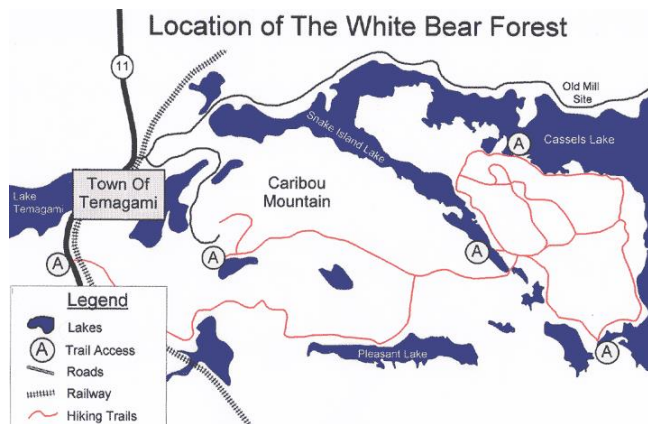 Location of The White Bear Forest
11
Old Mill
Site
Snake Island Lake
Cassels Lake
A
Town Of
Temagami
Caribou
Mountain
Lake
Temagami
A
A
A
Legend
Lakes
A
Trail Access
Roads
Railway
Hiking Trails
Pleasant Lake
A